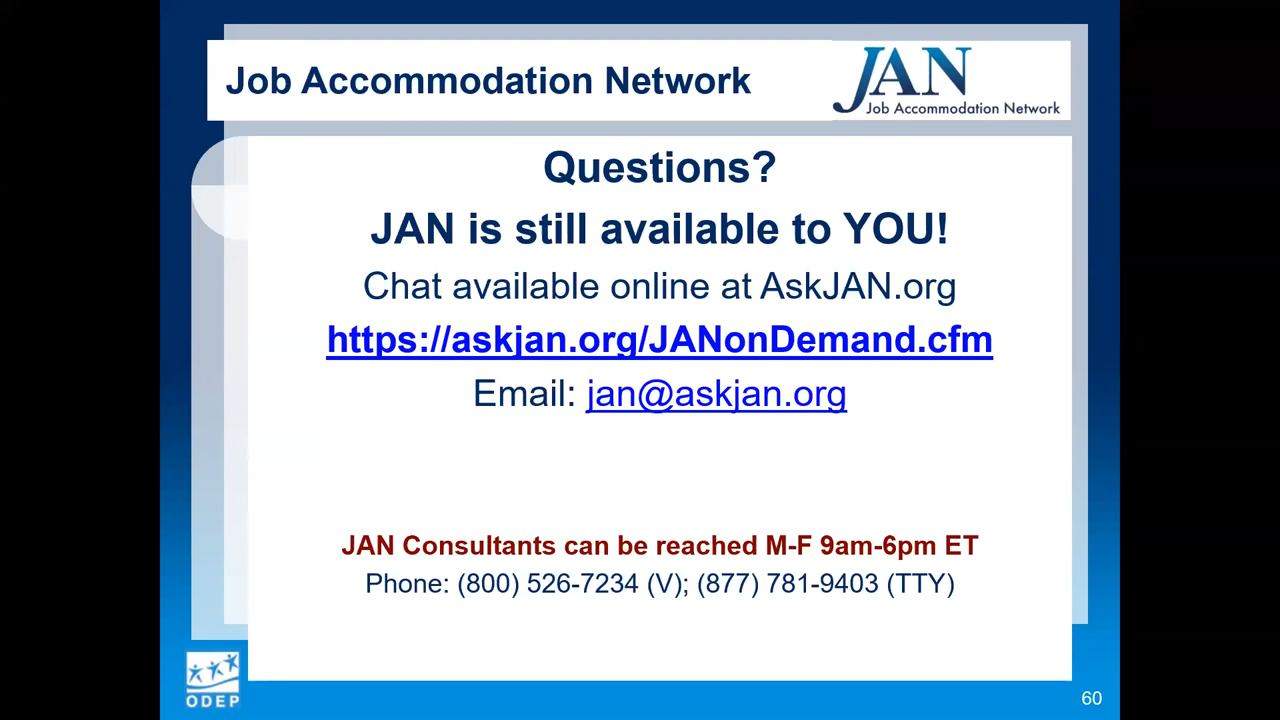 Job Accommodation Network
JAN
Job Accommodation Network
Questions?
JAN is still available to YOU!
Chat available online at AskJAN.org
https://askjan.org/JANonDemand.cfm
Email: jan@askjan.org
JAN Consultants can be reached M-F 9am-6pm ET
Phone: (800) 526-7234 (V); (877) 781-9403 (TTY)
ODEP
60